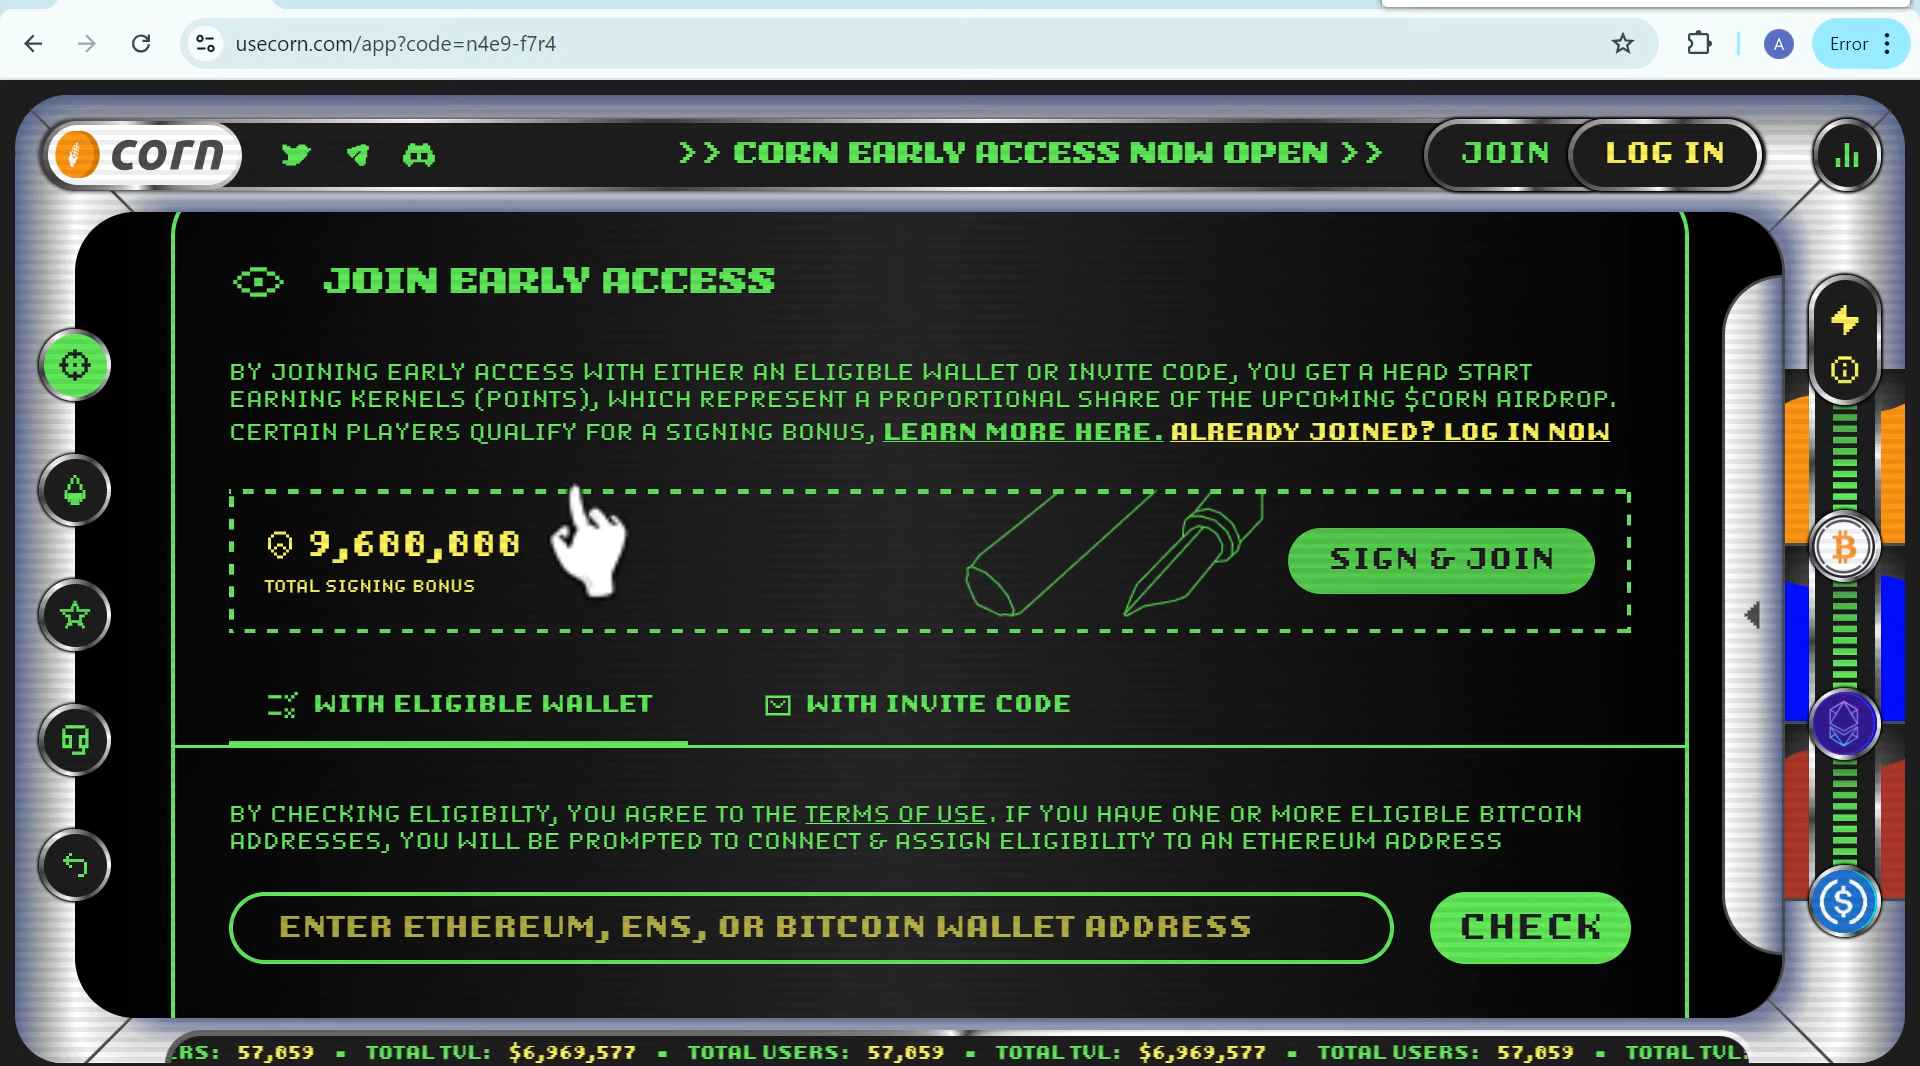 usecorn.com/app?code=n4e9-f7r4
A
Error
corn
>> CORN EARLY ACCESS NOW OPEN >>
JOIN
LOG IN
JOIN EARLY ACCESS
BY JOINING EARLY ACCESS WITH EITHER AN ELIGIBLE WALLET OR INVITE CODE, YOU GET A HEAD START
EARNING KERNELS (POINTS), WHICH REPRESENT A PROPORTIONAL SHARE OF THE UPCOMING $CORN AIRDROP.
CERTAIN PLAYERS QUALIFY FOR A SIGNING BONUS, LEARN MORE HERE. ALREADY JOINED? LOG IN NOW
9,600,000
TOTAL SIGNING BONUS
SIGN & JOIN
WITH ELIGIBLE WALLET
WITH INVITE CODE
BY CHECKING ELIGIBILTY, YOU AGREE TO THE TERMS OF USE. IF YOU HAVE ONE OR MORE ELIGIBLE BITCOIN
ADDRESSES, YOU WILL BE PROMPTED TO CONNECT & ASSIGN ELIGIBILITY TO AN ETHEREUM ADDRESS
ENTER ETHEREUM, ENS, OR BITCOIN WALLET ADDRESS
CHECK
ERS: 57,059 - TOTAL TVL: $6,969,577 - TOTAL USERS: 57,059 - TOTAL TVL: $6,969,577 - TOTAL USERS: 57,059 - TOTAL TVL: